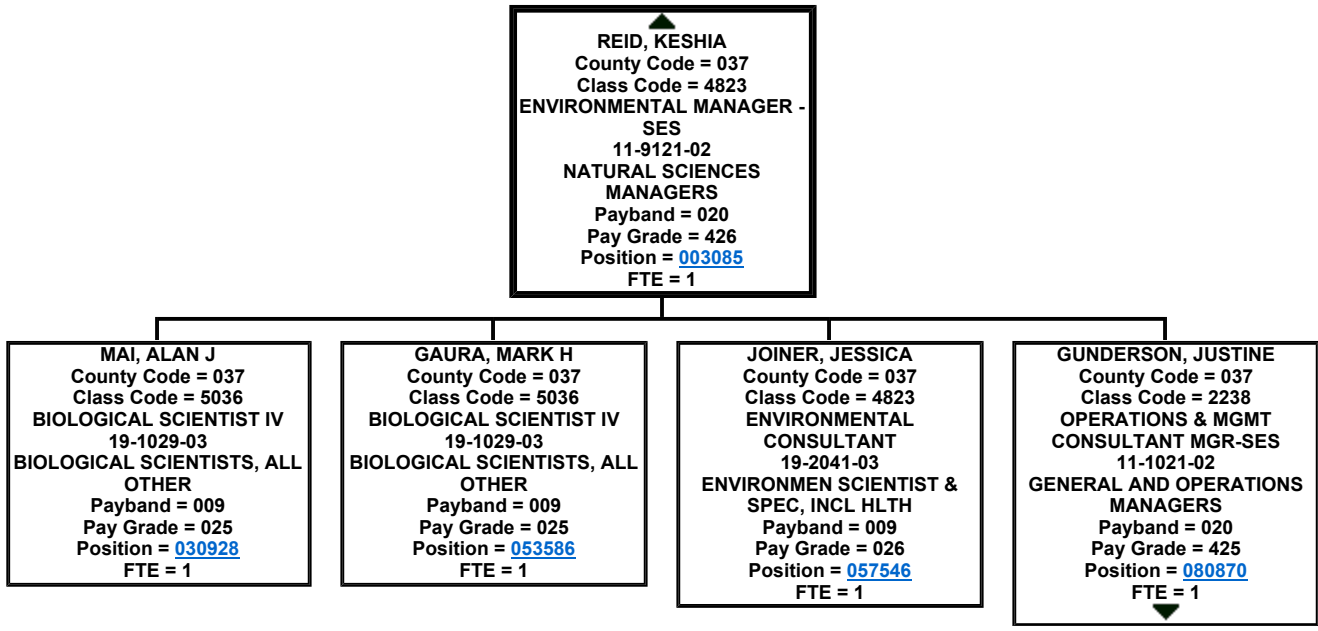 REID, KESHIA
County Code = 037
Class Code = 4823
ENVIRONMENTAL MANAGER -
SES
11-9121-02
NATURAL SCIENCES
MANAGERS
Payband = 020
Pay Grade = 426
Position = 003085
FTE = 1
MAI, ALAN J
County Code = 037
Class Code = 5036
BIOLOGICAL SCIENTIST IV
19-1029-03
BIOLOGICAL SCIENTISTS, ALL
OTHER
Payband = 009
Pay Grade = 025
Position = 030928
FTE = 1
GAURA, MARK H
County Code = 037
Class Code = 5036
BIOLOGICAL SCIENTIST IV
19-1029-03
BIOLOGICAL SCIENTISTS, ALL
OTHER
Payband = 009
Pay Grade = 025
Position = 053586
FTE = 1
JOINER, JESSICA
County Code = 037
Class Code = 4823
ENVIRONMENTAL
CONSULTANT
19-2041-03
ENVIRONMEN SCIENTIST &
SPEC, INCL HLTH
Payband = 009
Pay Grade = 026
Position = 057546
FTE = 1
GUNDERSON, JUSTINE
County Code = 037
Class Code = 2238
OPERATIONS & MGMT
CONSULTANT MGR-SES
11-1021-02
GENERAL AND OPERATIONS
MANAGERS
Payband = 020
Pay Grade = 425
Position = 080870
FTE = 1